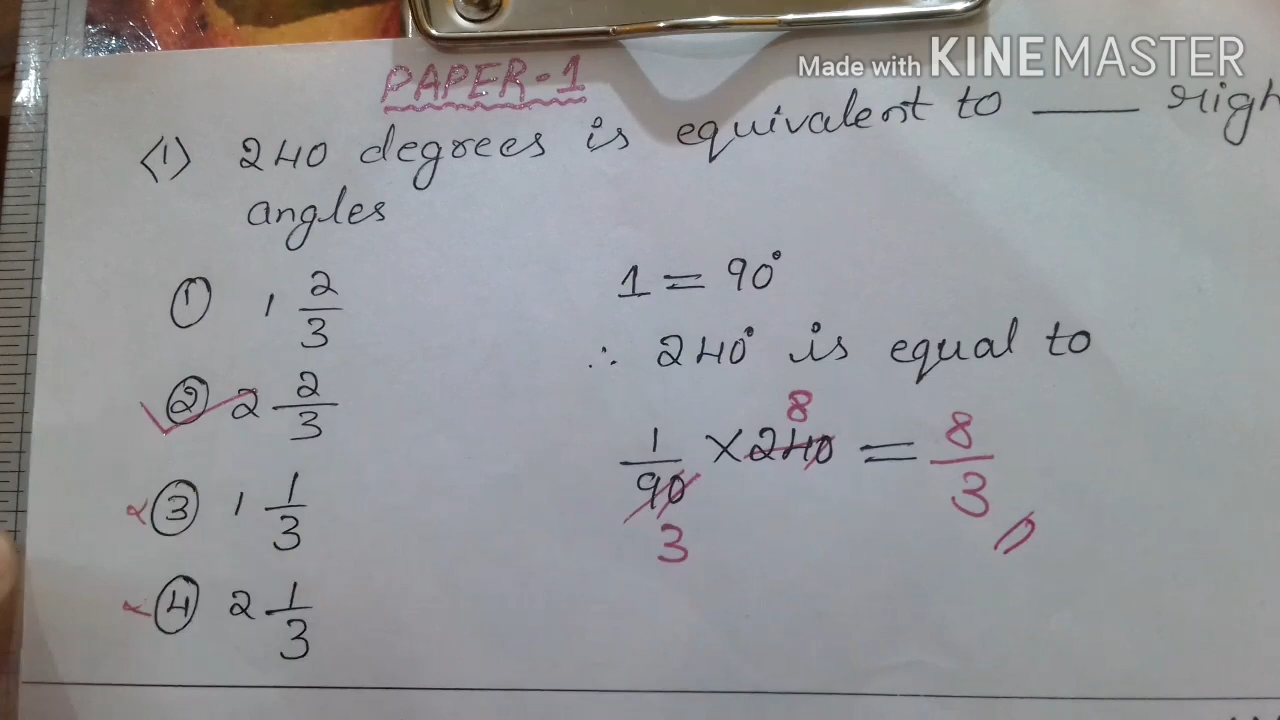 Made with KINEMASTER
PAPER-1
(1) 240 degrees is equivalent to ___ righ
angles
① 1 2/3
② 2 2/3
③ 1 1/3
④ 2 1/3
1 = 90°
∴ 240° is equal to
1/90 × 240 = 8/3
8
3